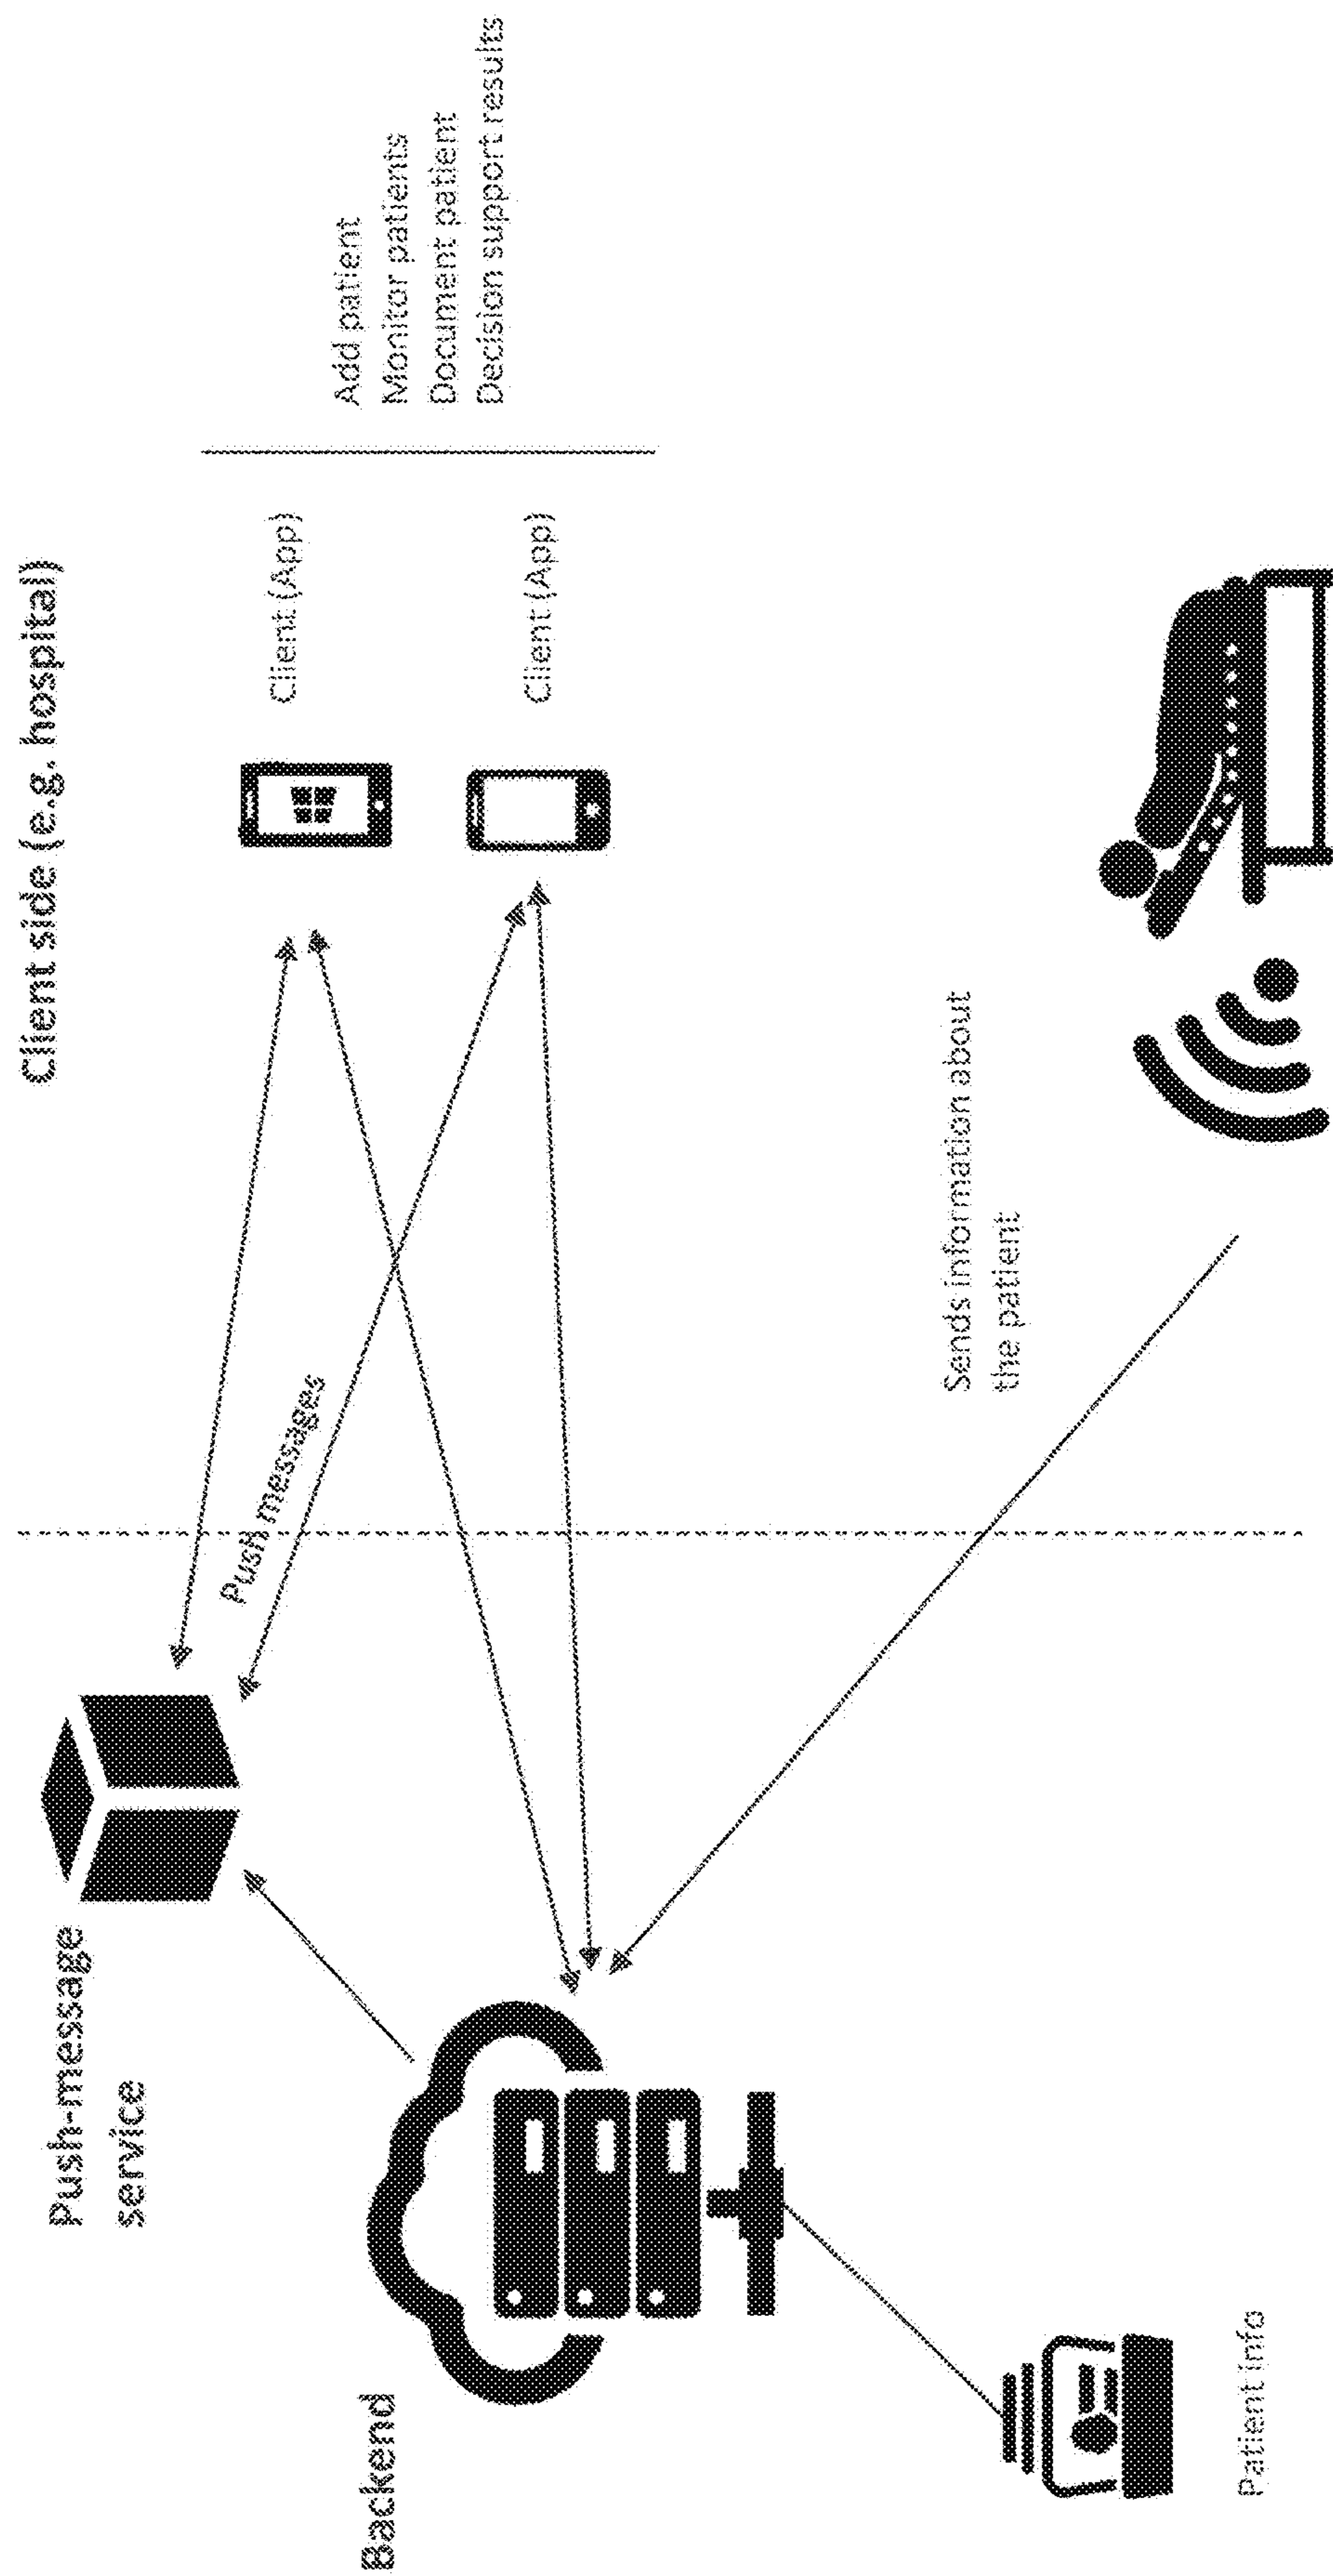 Client side (e.g. hospital)
Push-message
service
Client (App)
Add patient
Monitor patients
Document patient
Decision support results
Push messages
Client (App)
Backend
Sends information about
the patient
Patient info